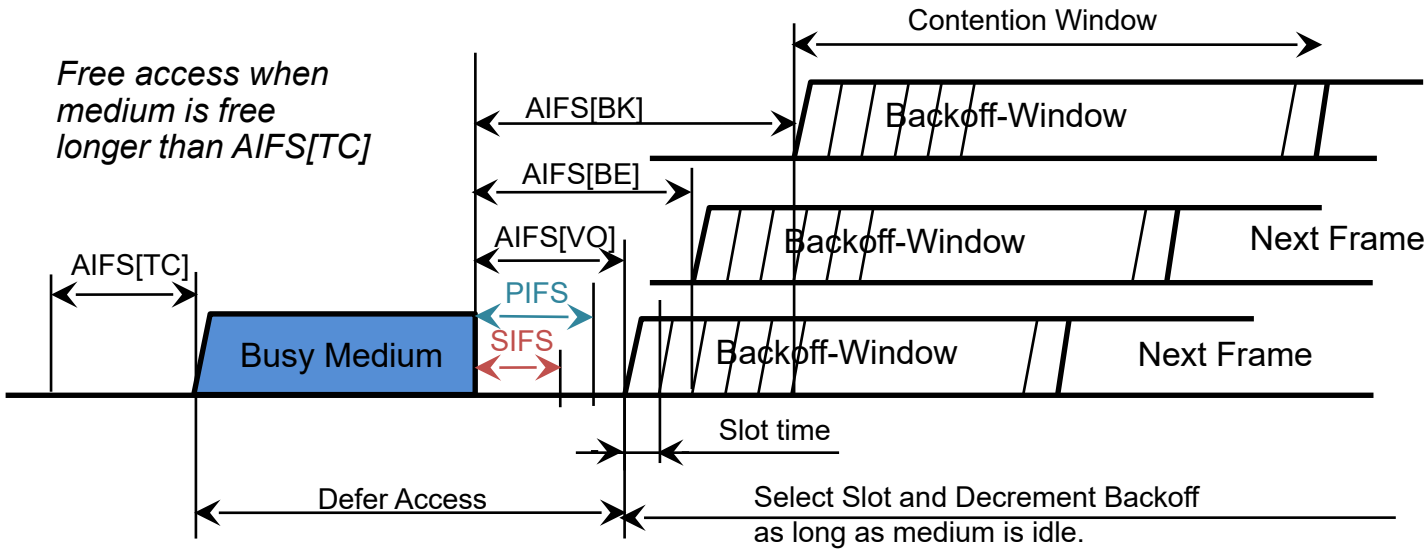 Contention Window
Free access when
medium is free
longer than AIFS[TC]
AIFS[BK]
Backoff-Window
AIFS[BE]
AIFS[VO]
Backoff-Window
Next Frame
AIFS[TC]
PIFS
SIFS
Busy Medium
Backoff-Window
Next Frame
Slot time
Defer Access
Select Slot and Decrement Backoff
as long as medium is idle.